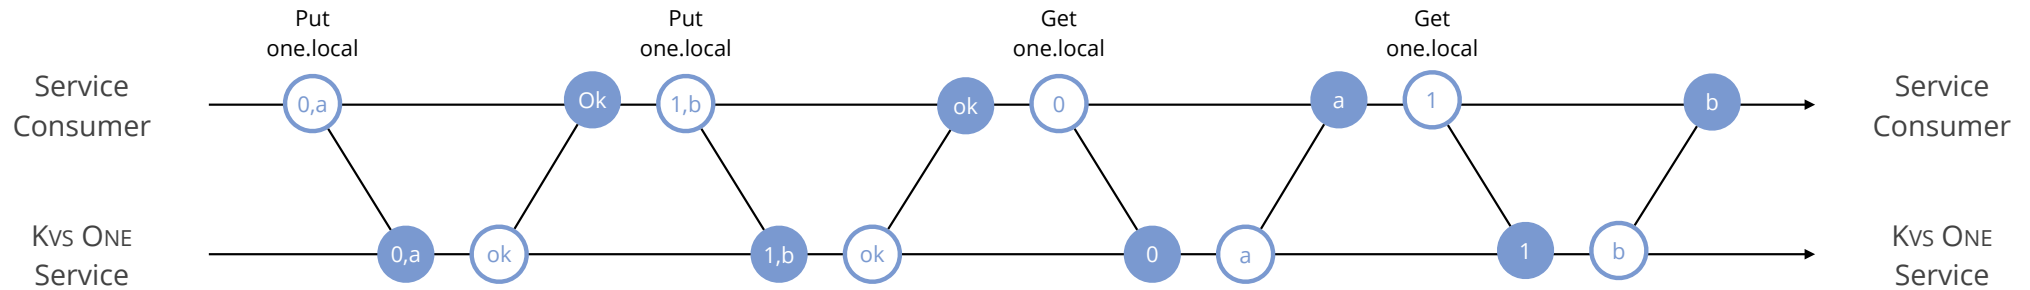 Put
one.local
Put
one.local
Get
one.local
Get
one.local
Service
Consumer
0,a
Ok
1,b
ok
0
a
1
b
Service
Consumer
KVS ONE
Service
0,a
ok
1,b
ok
0
a
1
b
KVS ONE
Service